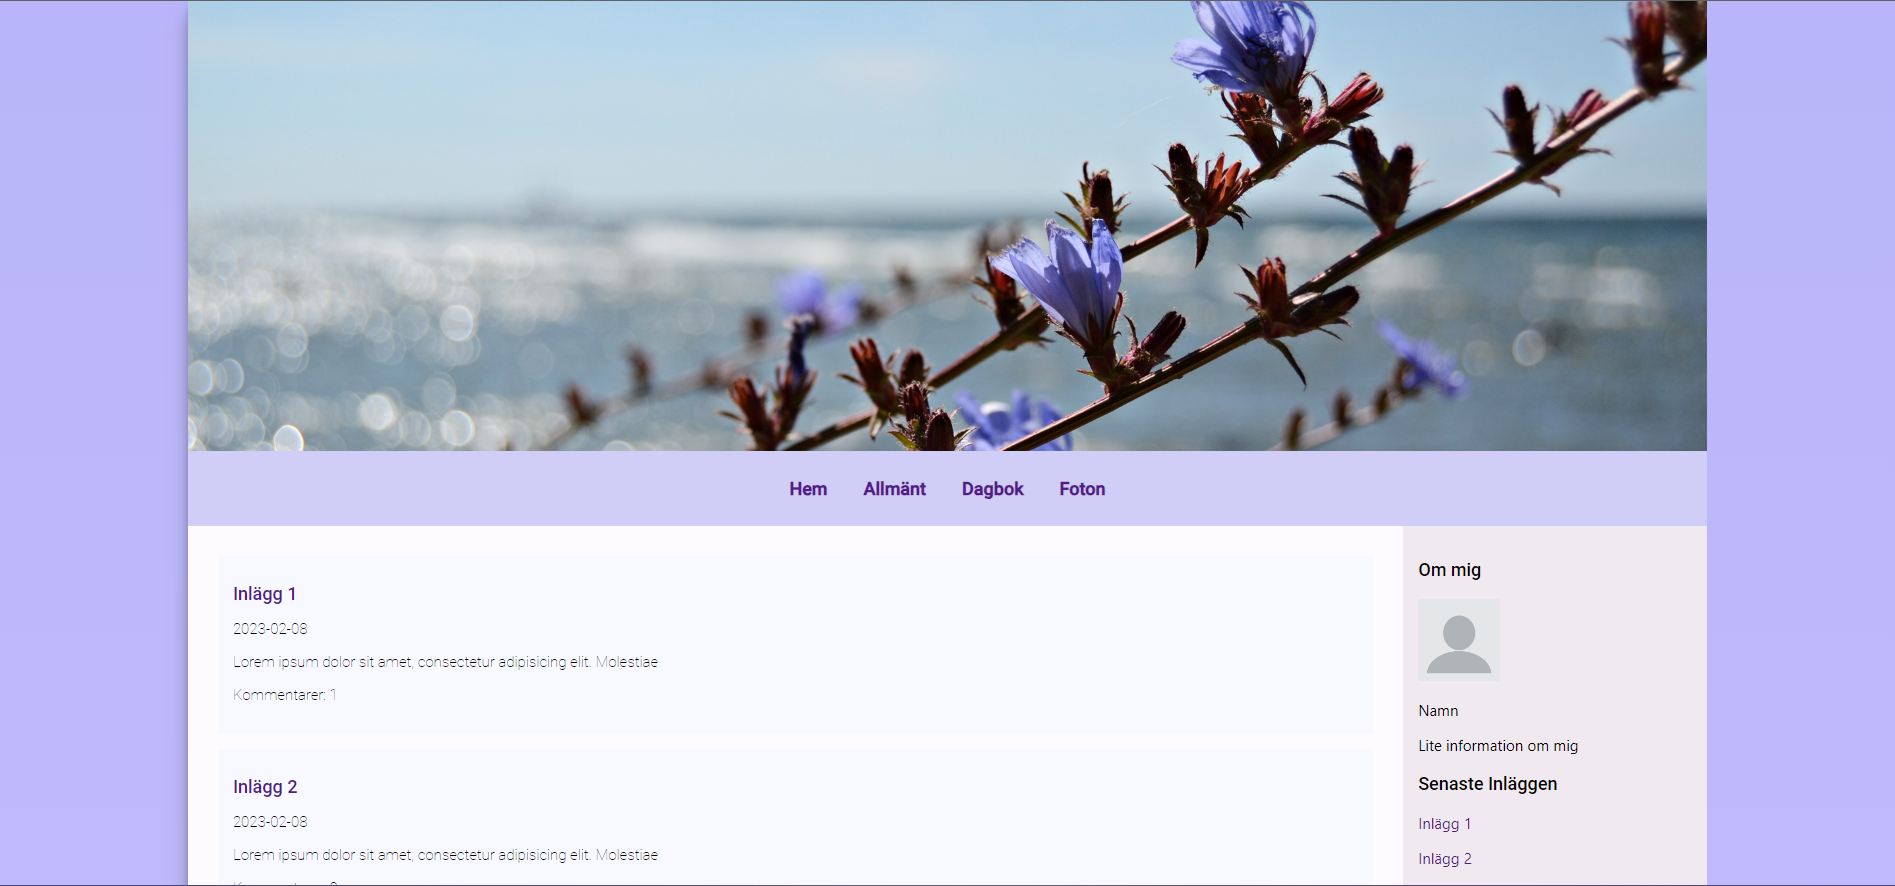 Hem Allmänt Dagbok Foton
Inlägg 1
2023-02-08
Lorem ipsum dolor sit amet, consectetur adipisicing elit. Molestiae
Kommentarer: 1
Inlägg 2
2023-02-08
Lorem ipsum dolor sit amet, consectetur adipisicing elit. Molestiae
Om mig
Namn
Lite information om mig
Senaste Inläggen
Inlägg 1
Inlägg 2